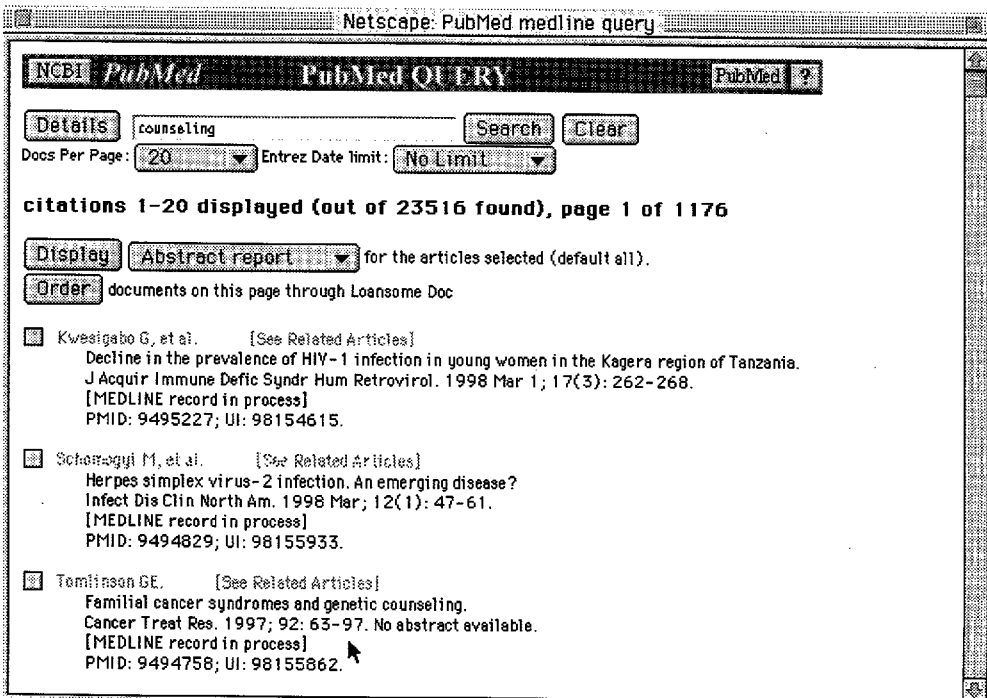 Netscape: PubMed medline query
NCBI PubMed PubMed QUERY PubMed ?
Details counseling Search Clear
Docs Per Page: 20 Entrez Date limit: No Limit
citations 1-20 displayed (out of 23516 found), page 1 of 1176
Display Abstract report for the articles selected (default all).
Order documents on this page through Loansome Doc
Kwesigabo G, et al. [See Related Articles]
Decline in the prevalence of HIV-1 infection in young women in the Kagera region of Tanzania.
J Acquir Immune Defic Syndr Hum Retrovirol. 1998 Mar 1; 17(3): 262-268.
[MEDLINE record in process]
PMID: 9495227; UI: 98154615.
Schomogyi M, et al. [See Related Articles]
Herpes simplex virus-2 infection. An emerging disease?
Infect Dis Clin North Am. 1998 Mar; 12(1): 47-61.
[MEDLINE record in process]
PMID: 9494829; UI: 98155933.
Tomlinson GE. [See Related Articles]
Familial cancer syndromes and genetic counseling.
Cancer Treat Res. 1997; 92: 63-97. No abstract available.
[MEDLINE record in process]
PMID: 9494758; UI: 98155862.